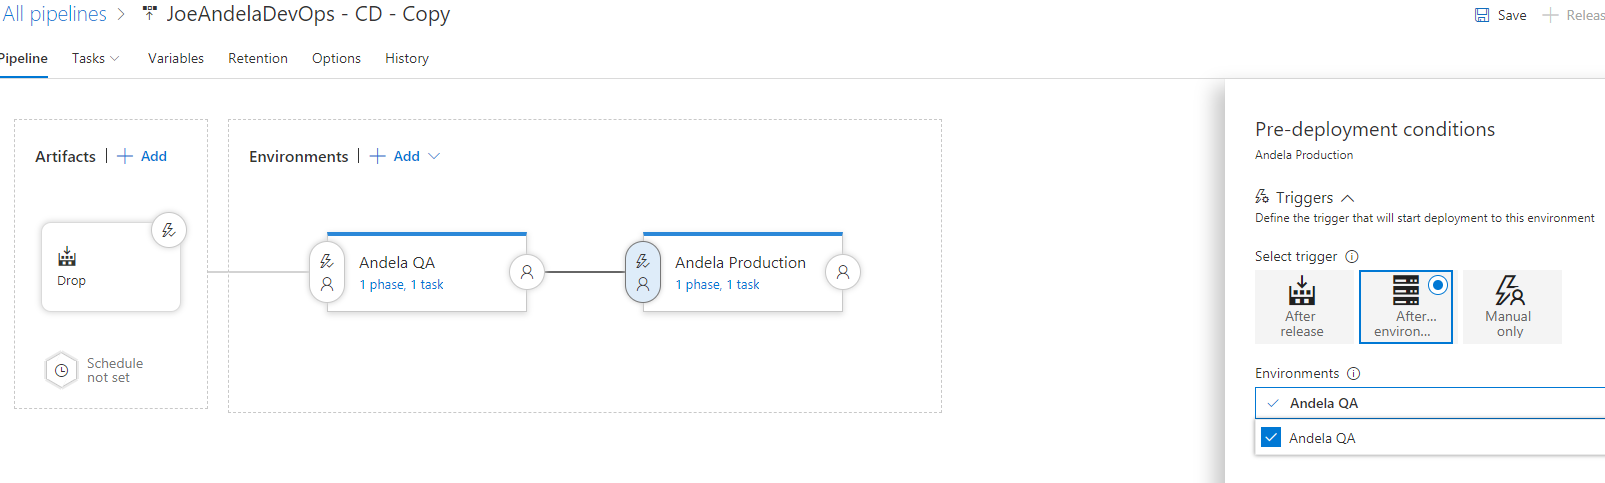 All pipelines > JoeAndelaDevOps - CD - Copy
Save + Releas
Pipeline Tasks Variables Retention Options History
Artifacts | + Add
Drop
Schedule
not set
Environments | + Add
Andela QA
1 phase, 1 task
Andela Production
1 phase, 1 task
Pre-deployment conditions
Andela Production
Triggers
Define the trigger that will start deployment to this environment
Select trigger
After
release
After...
environ...
Manual
only
Environments
Andela QA
Andela QA